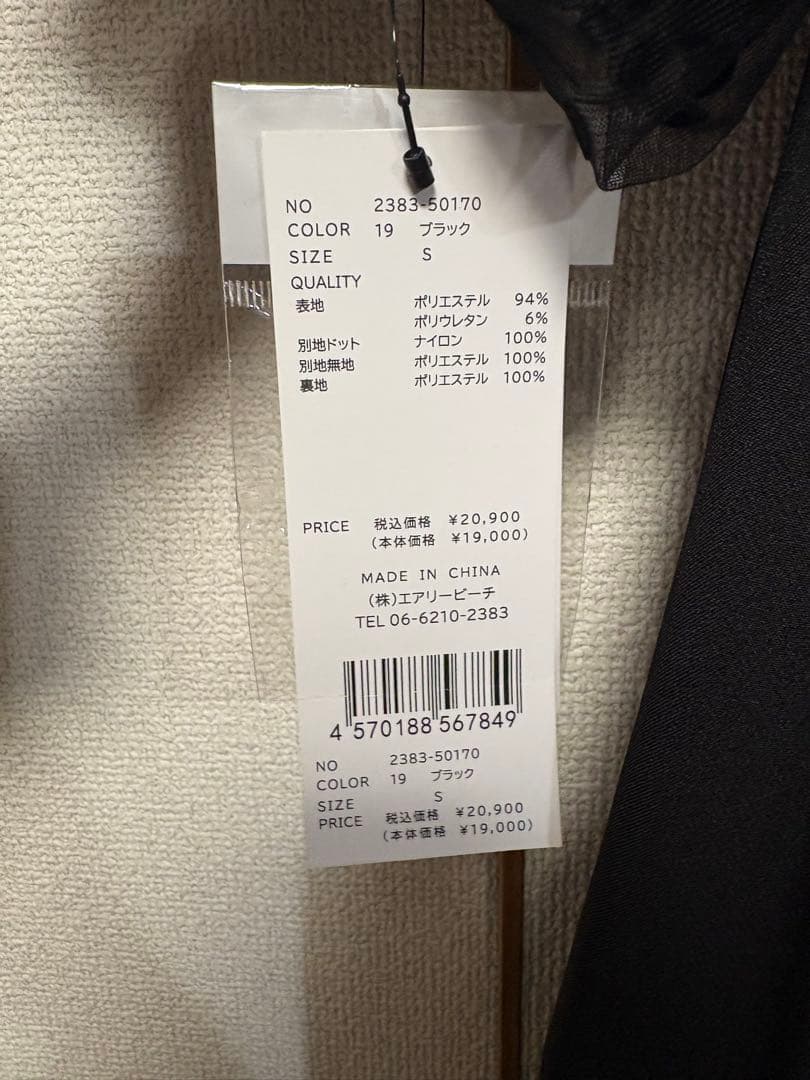 NO 2383-50170
COLOR 19 ブラック
SIZE S
QUALITY
表地 ポリエステル 94%
ポリウレタン 6%
別地ドット ナイロン 100%
別地無地 ポリエステル 100%
裏地 ポリエステル 100%
PRICE 税込価格 ¥20,900
(本体価格 ¥19,000)
MADE IN CHINA
(株)エアリービーチ
TEL 06-6210-2383
4 570188 567849
NO 2383-50170
COLOR 19 ブラック
SIZE S
PRICE 税込価格 ¥20,900
(本体価格 ¥19,000)